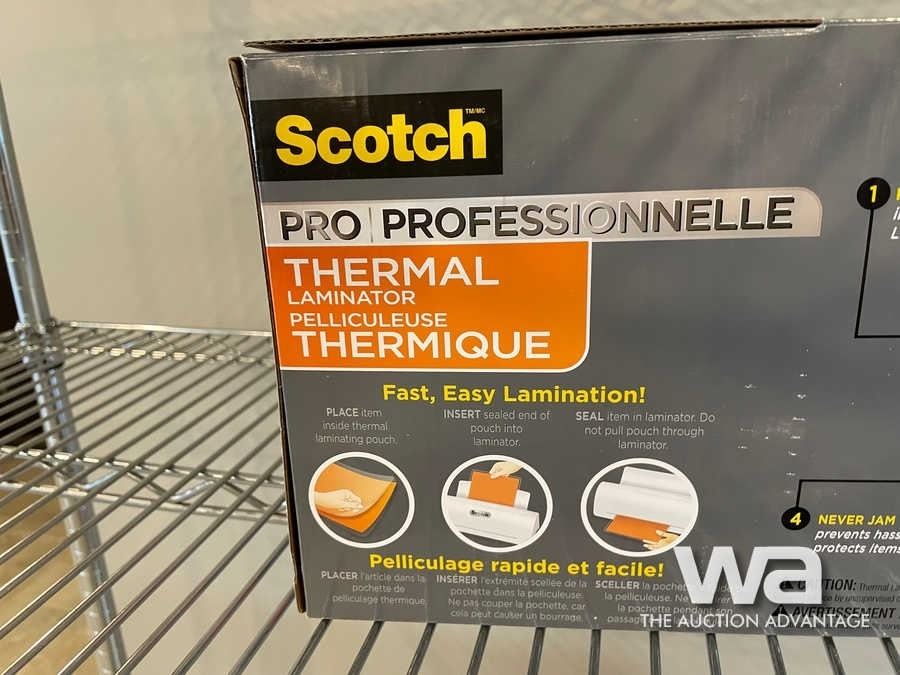 Scotch TM/MC
PRO | PROFESSIONNELLE
THERMAL
LAMINATOR
PELLICULEUSE
THERMIQUE
Fast, Easy Lamination!
PLACE item
inside thermal
laminating pouch.
INSERT sealed end of
pouch into
laminator.
SEAL item in laminator. Do
not pull pouch through
laminator.
Pelliculage rapide et facile!
PLACER l'article dans la
pochette de
pelliculage thermique.
INSÉRER l'extrémité scellée de la
pochette dans la pelliculeuse.
Ne pas couper la pochette, car
cela peut causer un bourrage.
SCELLER la
la pelliculeuse. Ne
la pochette pendant son
1
4 NEVER JAM
prevents
protects items
CAUTION: Thermal
AVERTISSEMENT
wa
THE AUCTION ADVANTAGE